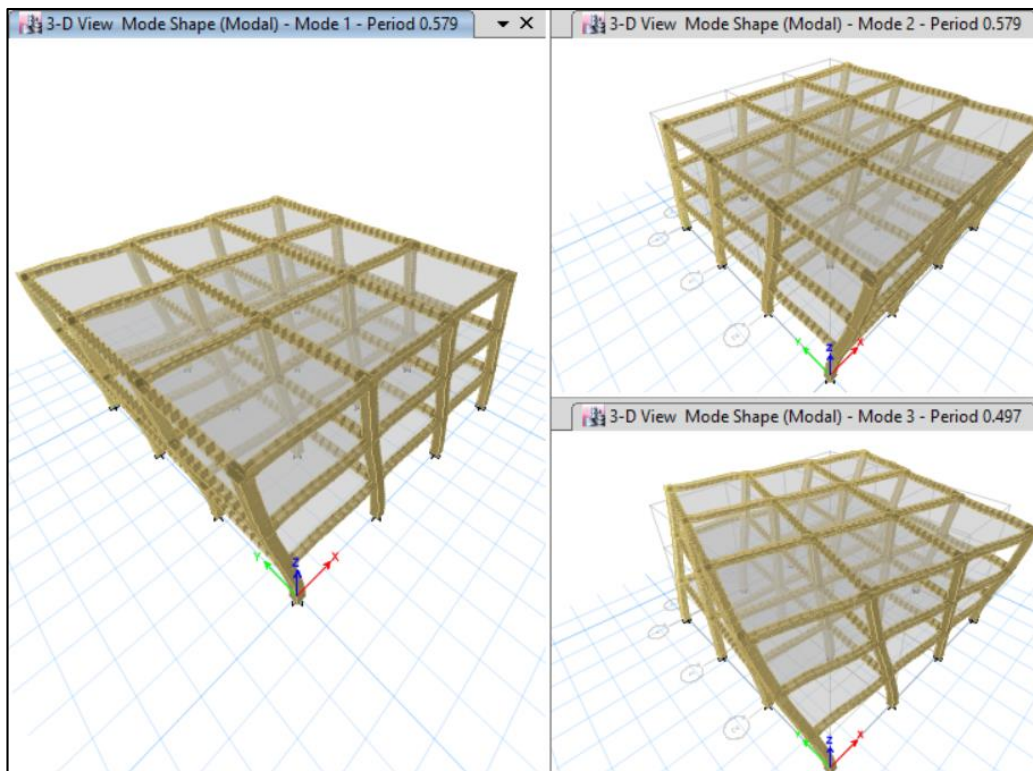 3-D View Mode Shape (Modal) - Mode 1 - Period 0.579
Y
Z
X
3-D View Mode Shape (Modal) - Mode 2 - Period 0.579
Y
Z
X
3-D View Mode Shape (Modal) - Mode 3 - Period 0.497
Y
Z
X